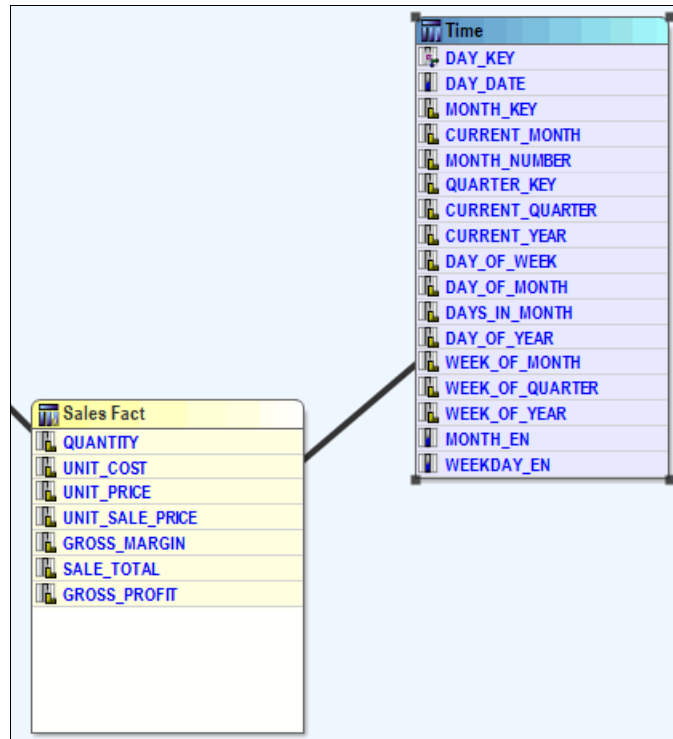 Time
DAY_KEY
DAY_DATE
MONTH_KEY
CURRENT_MONTH
MONTH_NUMBER
QUARTER_KEY
CURRENT_QUARTER
CURRENT_YEAR
DAY_OF_WEEK
DAY_OF_MONTH
DAYS_IN_MONTH
DAY_OF_YEAR
WEEK_OF_MONTH
WEEK_OF_QUARTER
WEEK_OF_YEAR
MONTH_EN
WEEKDAY_EN
Sales Fact
QUANTITY
UNIT_COST
UNIT_PRICE
UNIT_SALE_PRICE
GROSS_MARGIN
SALE_TOTAL
GROSS_PROFIT